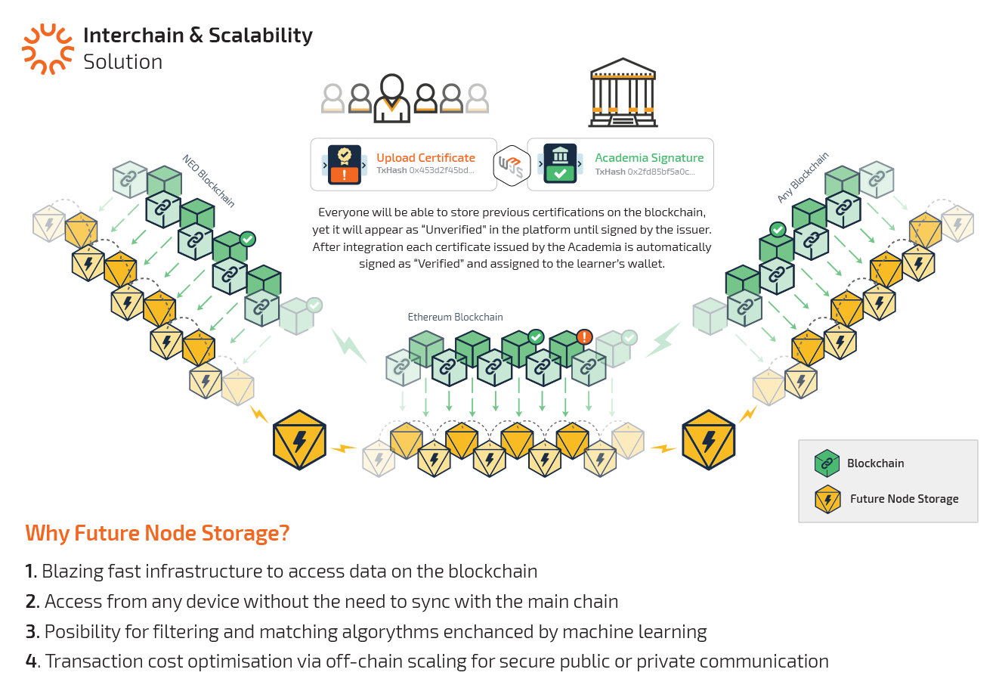 Interchain & Scalability
Solution
Upload Certificate
TxHash 0x453d2f45bd...
W3JS
Academia Signature
TxHash 0x2fd85bf5a0c...
NEO Blockchain
Any Blockchain
Everyone will be able to store previous certifications on the blockchain,
yet it will appear as “Unverified” in the platform until signed by the issuer.
After integration each certificate issued by the Academia is automatically
signed as “Verified” and assigned to the learner’s wallet.
Ethereum Blockchain
Blockchain
Future Node Storage
Why Future Node Storage?
1. Blazing fast infrastructure to access data on the blockchain
2. Access from any device without the need to sync with the main chain
3. Posibility for filtering and matching algorythms enchanced by machine learning
4. Transaction cost optimisation via off-chain scaling for secure public or private communication